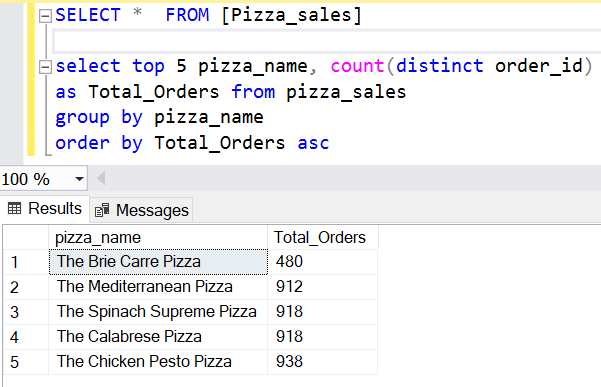 SELECT *  FROM [Pizza_sales]
select top 5 pizza_name, count(distinct order_id)
as Total_Orders from pizza_sales
group by pizza_name
order by Total_Orders asc
100 %
Results Messages
pizza_name Total_Orders
1 The Brie Carre Pizza 480
2 The Mediterranean Pizza 912
3 The Spinach Supreme Pizza 918
4 The Calabrese Pizza 918
5 The Chicken Pesto Pizza 938